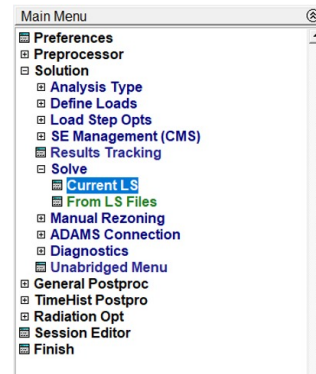 Main Menu
Preferences
Preprocessor
Solution
Analysis Type
Define Loads
Load Step Opts
SE Management (CMS)
Results Tracking
Solve
Current LS
From LS Files
Manual Rezoning
ADAMS Connection
Diagnostics
Unabridged Menu
General Postproc
TimeHist Postpro
Radiation Opt
Session Editor
Finish